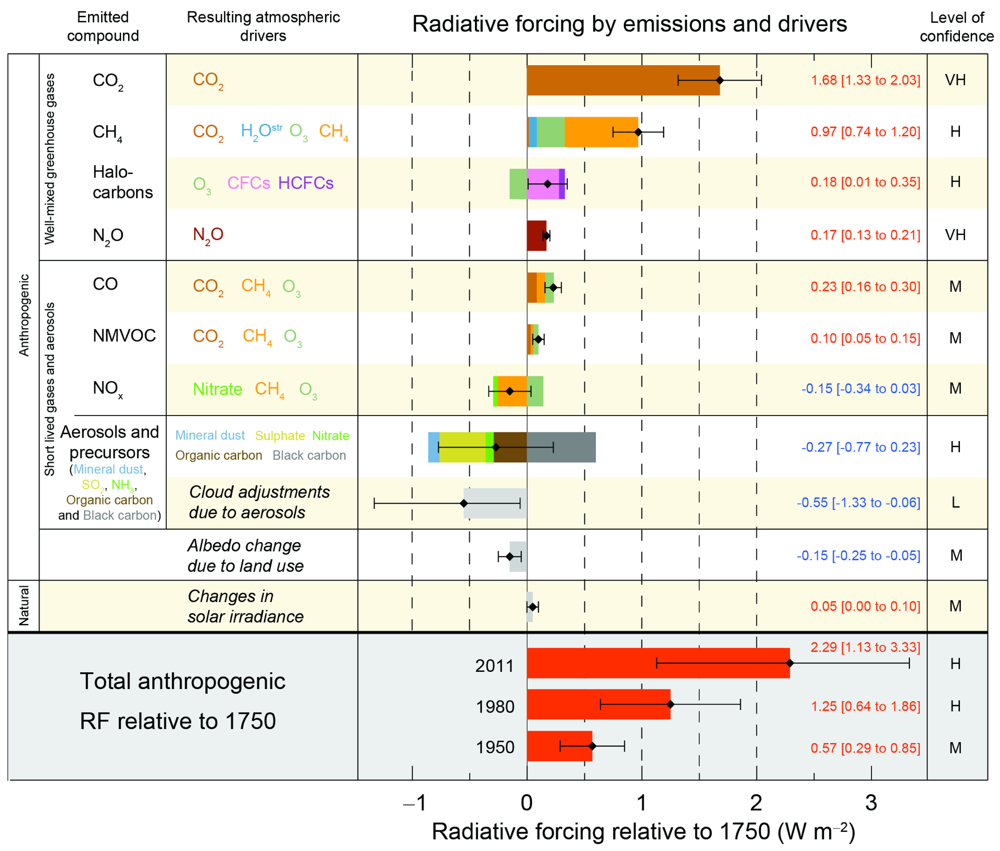 Emitted
compound
Resulting atmospheric
drivers
Radiative forcing by emissions and drivers
Level of
confidence
Anthropogenic
Well-mixed greenhouse gases
CO₂
CO₂
1.68 [1.33 to 2.03]
VH
CH₄
CO₂ H₂Oˢᵗʳ O₃ CH₄
0.97 [0.74 to 1.20]
H
Halo-
carbons
O₃ CFCs HCFCs
0.18 [0.01 to 0.35]
H
N₂O
N₂O
0.17 [0.13 to 0.21]
VH
Short lived gases and aerosols
CO
CO₂ CH₄ O₃
0.23 [0.16 to 0.30]
M
NMVOC
CO₂ CH₄ O₃
0.10 [0.05 to 0.15]
M
NOₓ
Nitrate CH₄ O₃
-0.15 [-0.34 to 0.03]
M
Aerosols and
precursors
(Mineral dust,
SO₂, NH₃,
Organic carbon
and Black carbon)
Mineral dust Sulphate Nitrate
Organic carbon Black carbon
-0.27 [-0.77 to 0.23]
H
Cloud adjustments
due to aerosols
-0.55 [-1.33 to -0.06]
L
Albedo change
due to land use
-0.15 [-0.25 to -0.05]
M
Natural
Changes in
solar irradiance
0.05 [0.00 to 0.10]
M
Total anthropogenic
RF relative to 1750
2011
2.29 [1.13 to 3.33]
H
1980
1.25 [0.64 to 1.86]
H
1950
0.57 [0.29 to 0.85]
M
–1 0 1 2 3
Radiative forcing relative to 1750 (W m⁻²)